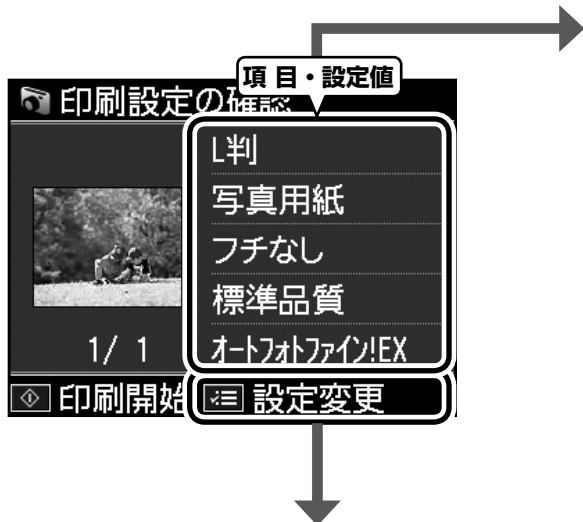 項 目・設定値
印刷設定の確認
L判
写真用紙
フチなし
標準品質
オートフォトファイン!EX
1/ 1
印刷開始
設定変更